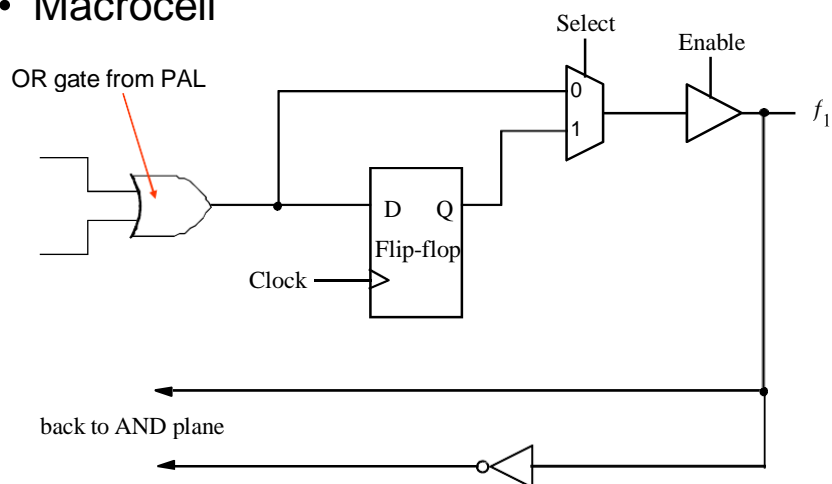 • Macrocell
Select
Enable
OR gate from PAL
0
1
f1
D Q
Flip-flop
Clock
back to AND plane